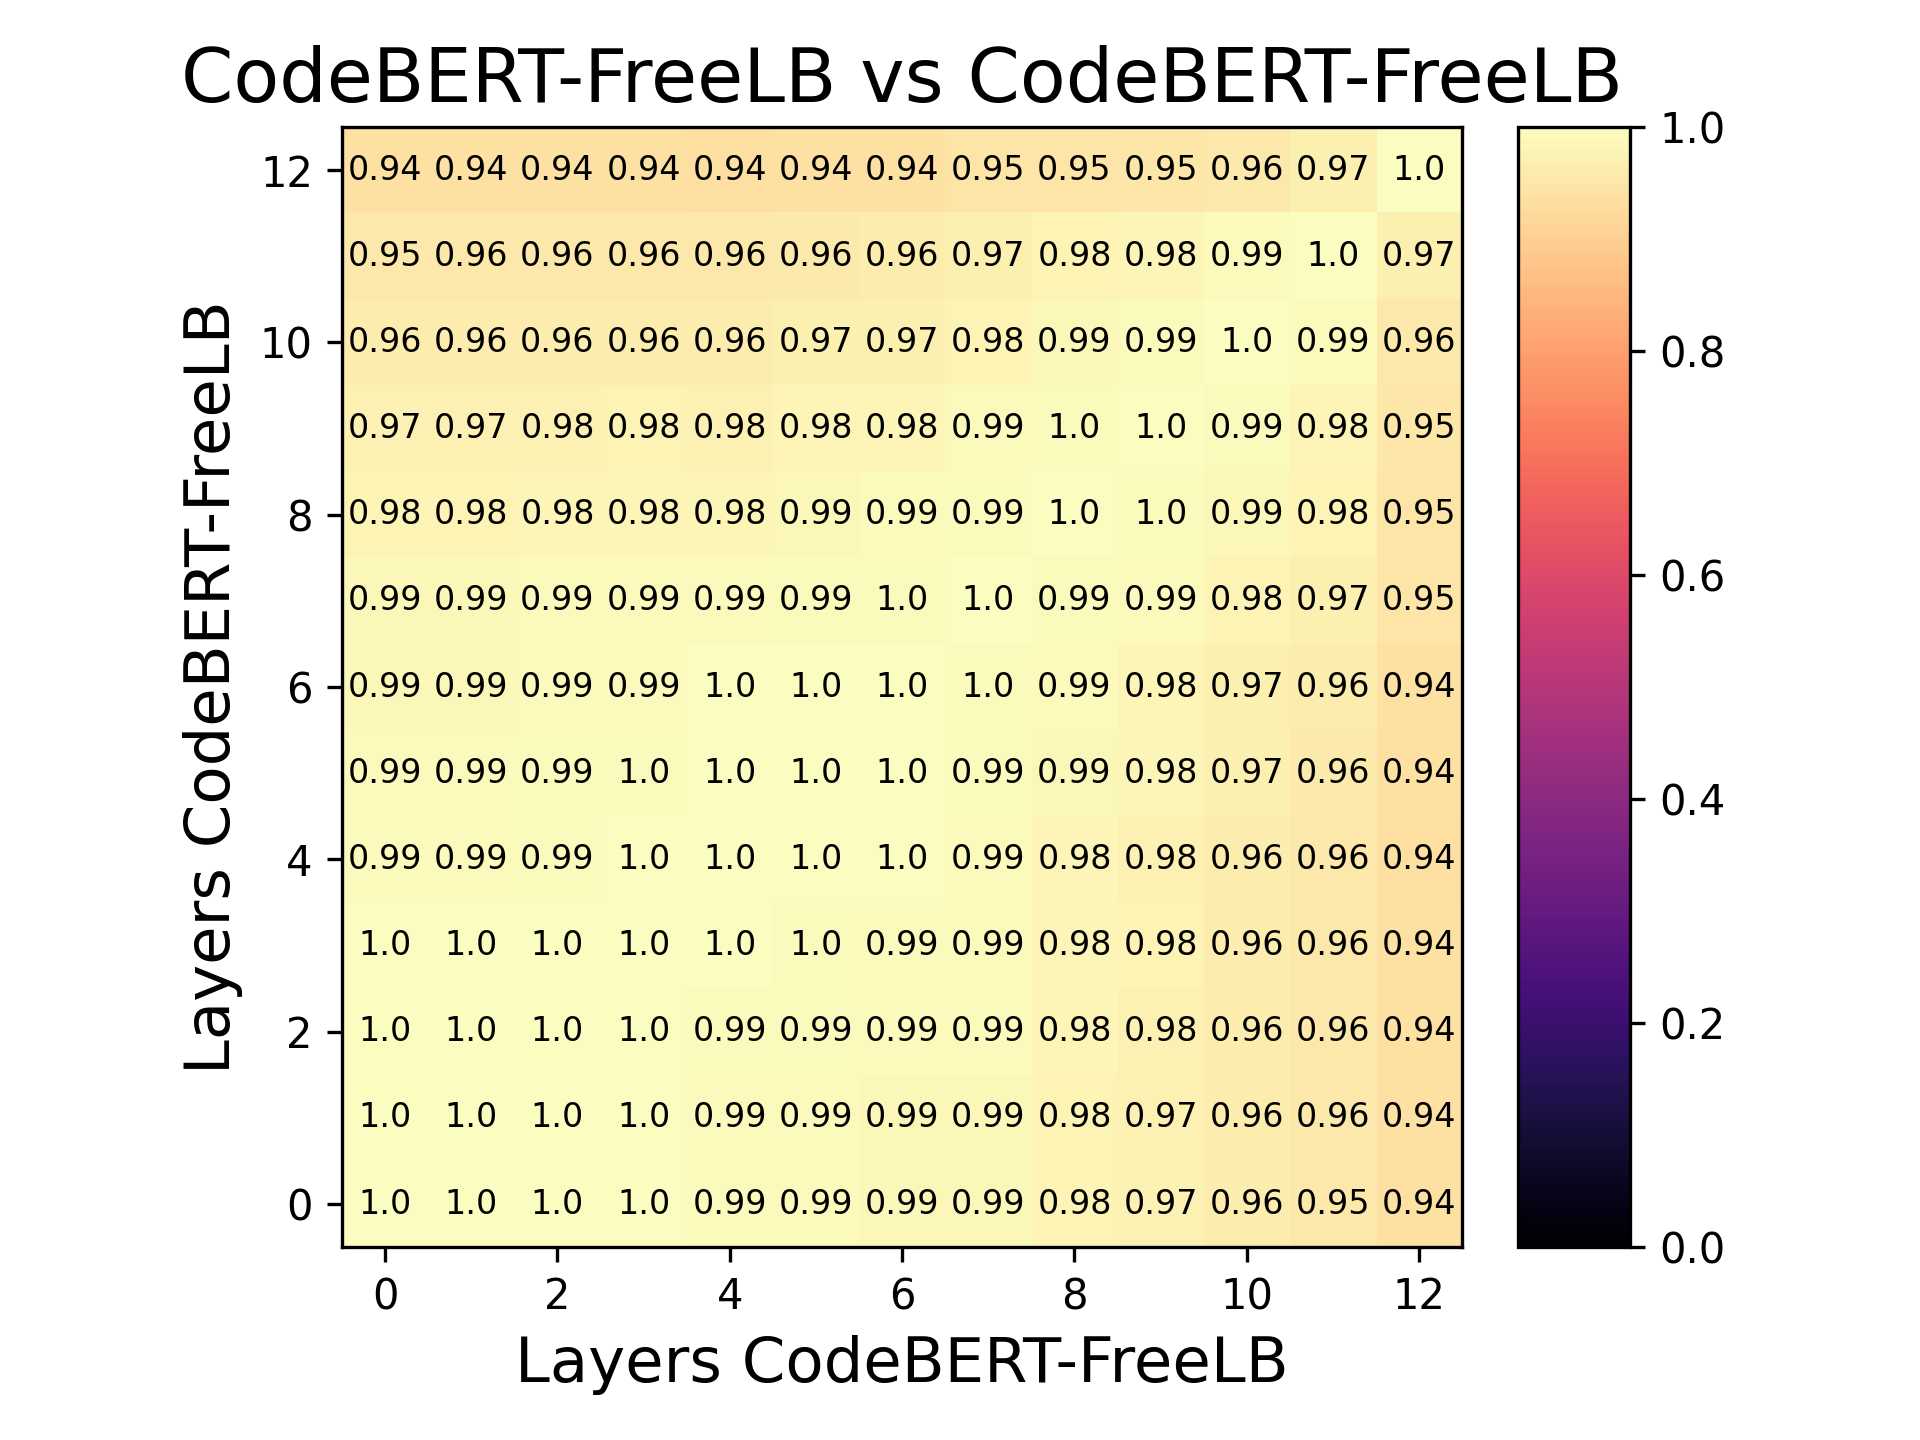 CodeBERT-FreeLB vs CodeBERT-FreeLB
1.0
12 0.94 0.94 0.94 0.94 0.94 0.94 0.94 0.95 0.95 0.95 0.96 0.97 1.0
0.95 0.96 0.96 0.96 0.96 0.96 0.96 0.97 0.98 0.98 0.99 1.0 0.97
10 0.96 0.96 0.96 0.96 0.96 0.97 0.97 0.98 0.99 0.99 1.0 0.99 0.96
0.8
0.97 0.97 0.98 0.98 0.98 0.98 0.98 0.99 1.0 1.0 0.99 0.98 0.95
8 0.98 0.98 0.98 0.98 0.98 0.99 0.99 0.99 1.0 1.0 0.99 0.98 0.95
0.6
0.99 0.99 0.99 0.99 0.99 0.99 1.0 1.0 0.99 0.99 0.98 0.97 0.95
6 0.99 0.99 0.99 0.99 1.0 1.0 1.0 1.0 0.99 0.98 0.97 0.96 0.94
0.99 0.99 0.99 1.0 1.0 1.0 1.0 0.99 0.99 0.98 0.97 0.96 0.94
0.4
4 0.99 0.99 0.99 1.0 1.0 1.0 1.0 0.99 0.98 0.98 0.96 0.96 0.94
1.0 1.0 1.0 1.0 1.0 1.0 0.99 0.99 0.98 0.98 0.96 0.96 0.94
0.2
2 1.0 1.0 1.0 1.0 0.99 0.99 0.99 0.99 0.98 0.98 0.96 0.96 0.94
1.0 1.0 1.0 1.0 0.99 0.99 0.99 0.99 0.98 0.97 0.96 0.96 0.94
0 1.0 1.0 1.0 1.0 0.99 0.99 0.99 0.99 0.98 0.97 0.96 0.95 0.94
0.0
0 2 4 6 8 10 12
Layers CodeBERT-FreeLB
Layers CodeBERT-FreeLB